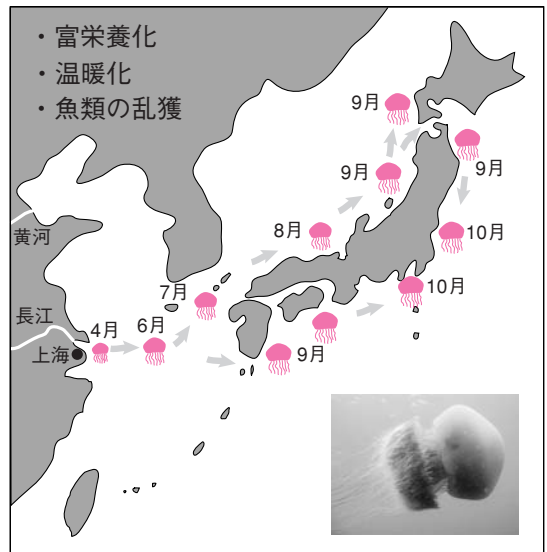 ・富栄養化
・温暖化
・魚類の乱獲
9月
9月
9月
8月
10月
黄河
7月
10月
長江
4月
6月
上海
9月